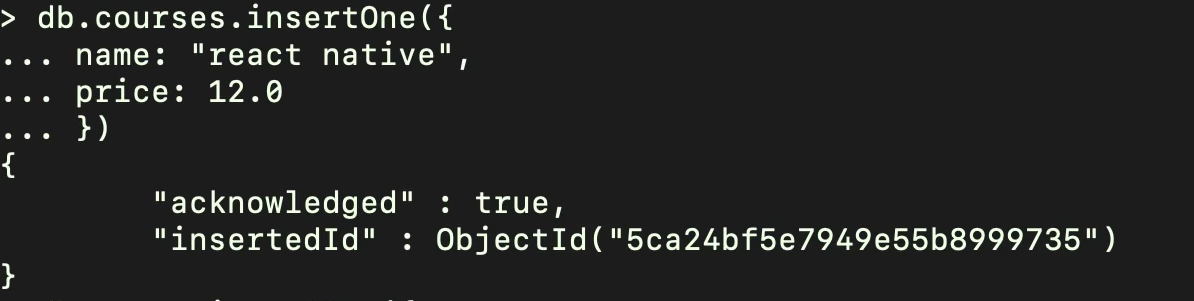 > db.courses.insertOne({
... name: "react native",
... price: 12.0
... })
{
        "acknowledged" : true,
        "insertedId" : ObjectId("5ca24bf5e7949e55b8999735")
}